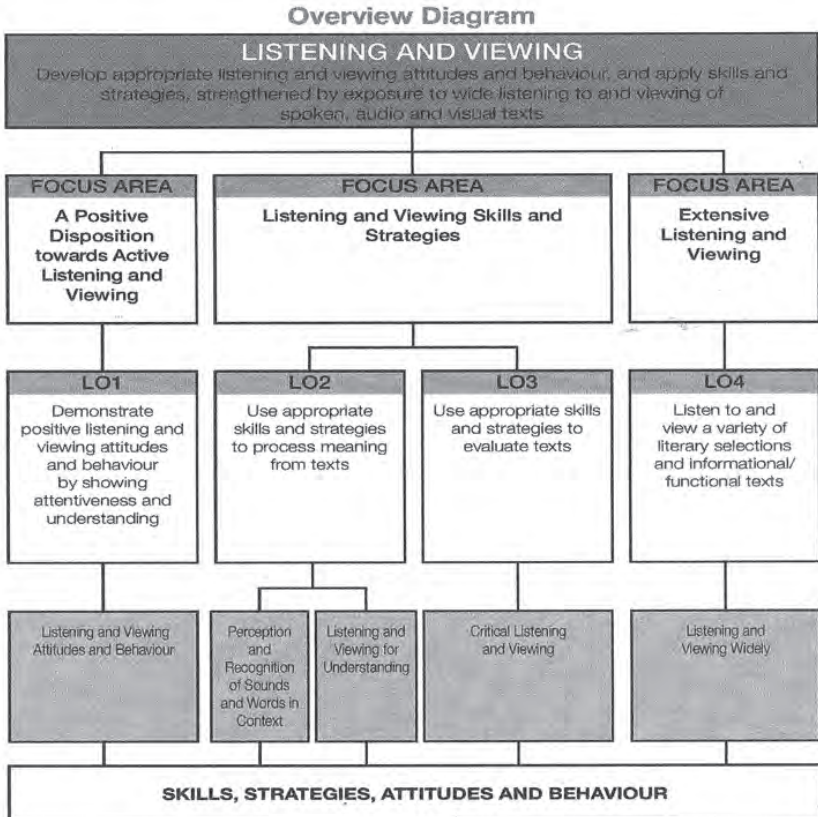 Overview Diagram
LISTENING AND VIEWING
Develop appropriate listening and viewing attitudes and behaviour, and apply skills and
strategies, strengthened by exposure to wide listening to and viewing of
spoken, audio and visual texts
FOCUS AREA
A Positive
Disposition
towards Active
Listening and
Viewing
FOCUS AREA
Listening and Viewing Skills and
Strategies
FOCUS AREA
Extensive
Listening and
Viewing
LO1
Demonstrate
positive listening and
viewing attitudes
and behaviour
by showing
attentiveness and
understanding
LO2
Use appropriate
skills and strategies
to process meaning
from texts
LO3
Use appropriate skills
and strategies to
evaluate texts
LO4
Listen to and
view a variety of
literary selections
and informational/
functional texts
Listening and Viewing
Attitudes and Behaviour
Perception
and
Recognition
of Sounds
and Words in
Context
Listening and
Viewing for
Understanding
Critical Listening
and Viewing
Listening and
Viewing Widely
SKILLS, STRATEGIES, ATTITUDES AND BEHAVIOUR